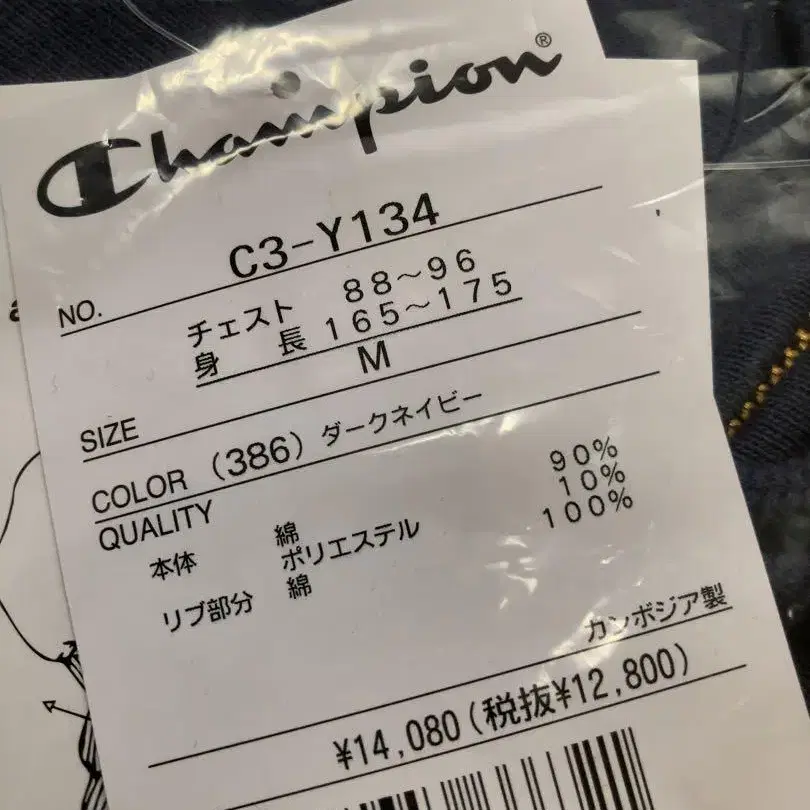 Champion®
NO. C3-Y134
チェスト 88～96
身長 165～175
SIZE M
COLOR (386) ダークネイビー
QUALITY
本体 綿 90%
ポリエステル 10%
リブ部分 綿 100%
カンボジア製
¥14,080(税抜¥12,800)